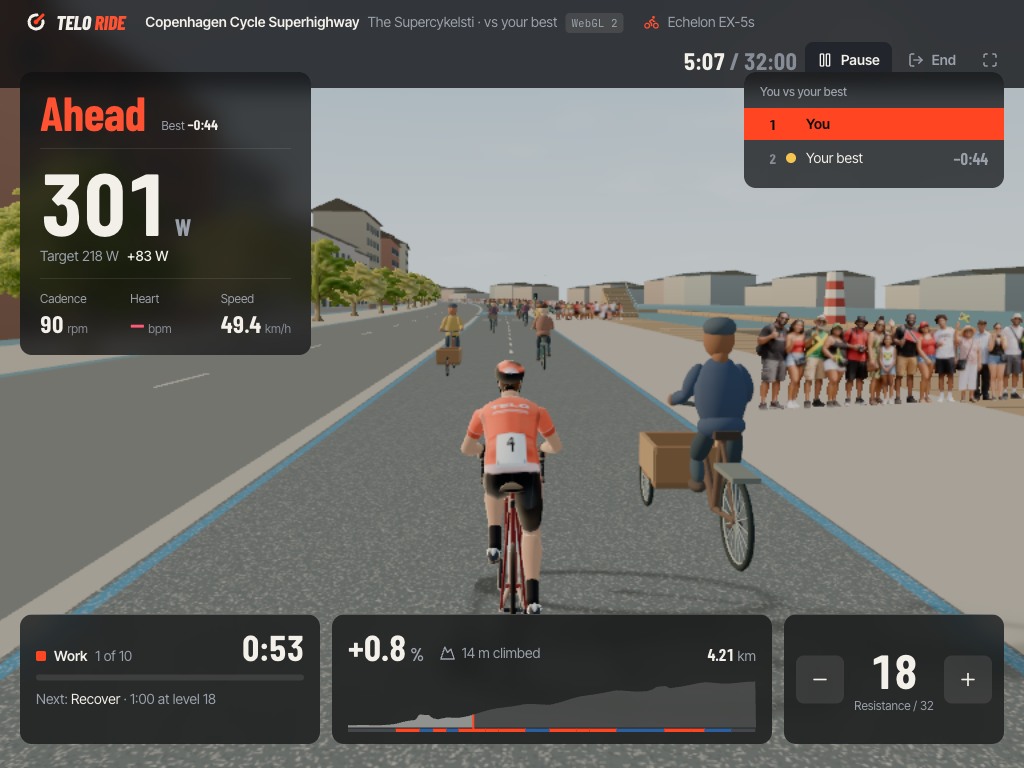 TELO RIDE Copenhagen Cycle Superhighway The Supercykelsti · vs your best WebGL 2 Echelon EX-5s
5:07 / 32:00 Pause End
Ahead Best −0:44
301 W
Target 218 W +83 W
Cadence Heart Speed
90 rpm – bpm 49.4 km/h
You vs your best
1 You
2 Your best −0:44
TELO
4
Work 1 of 10 0:53
Next: Recover · 1:00 at level 18
+0.8 % 14 m climbed 4.21 km
− 18 +
Resistance / 32